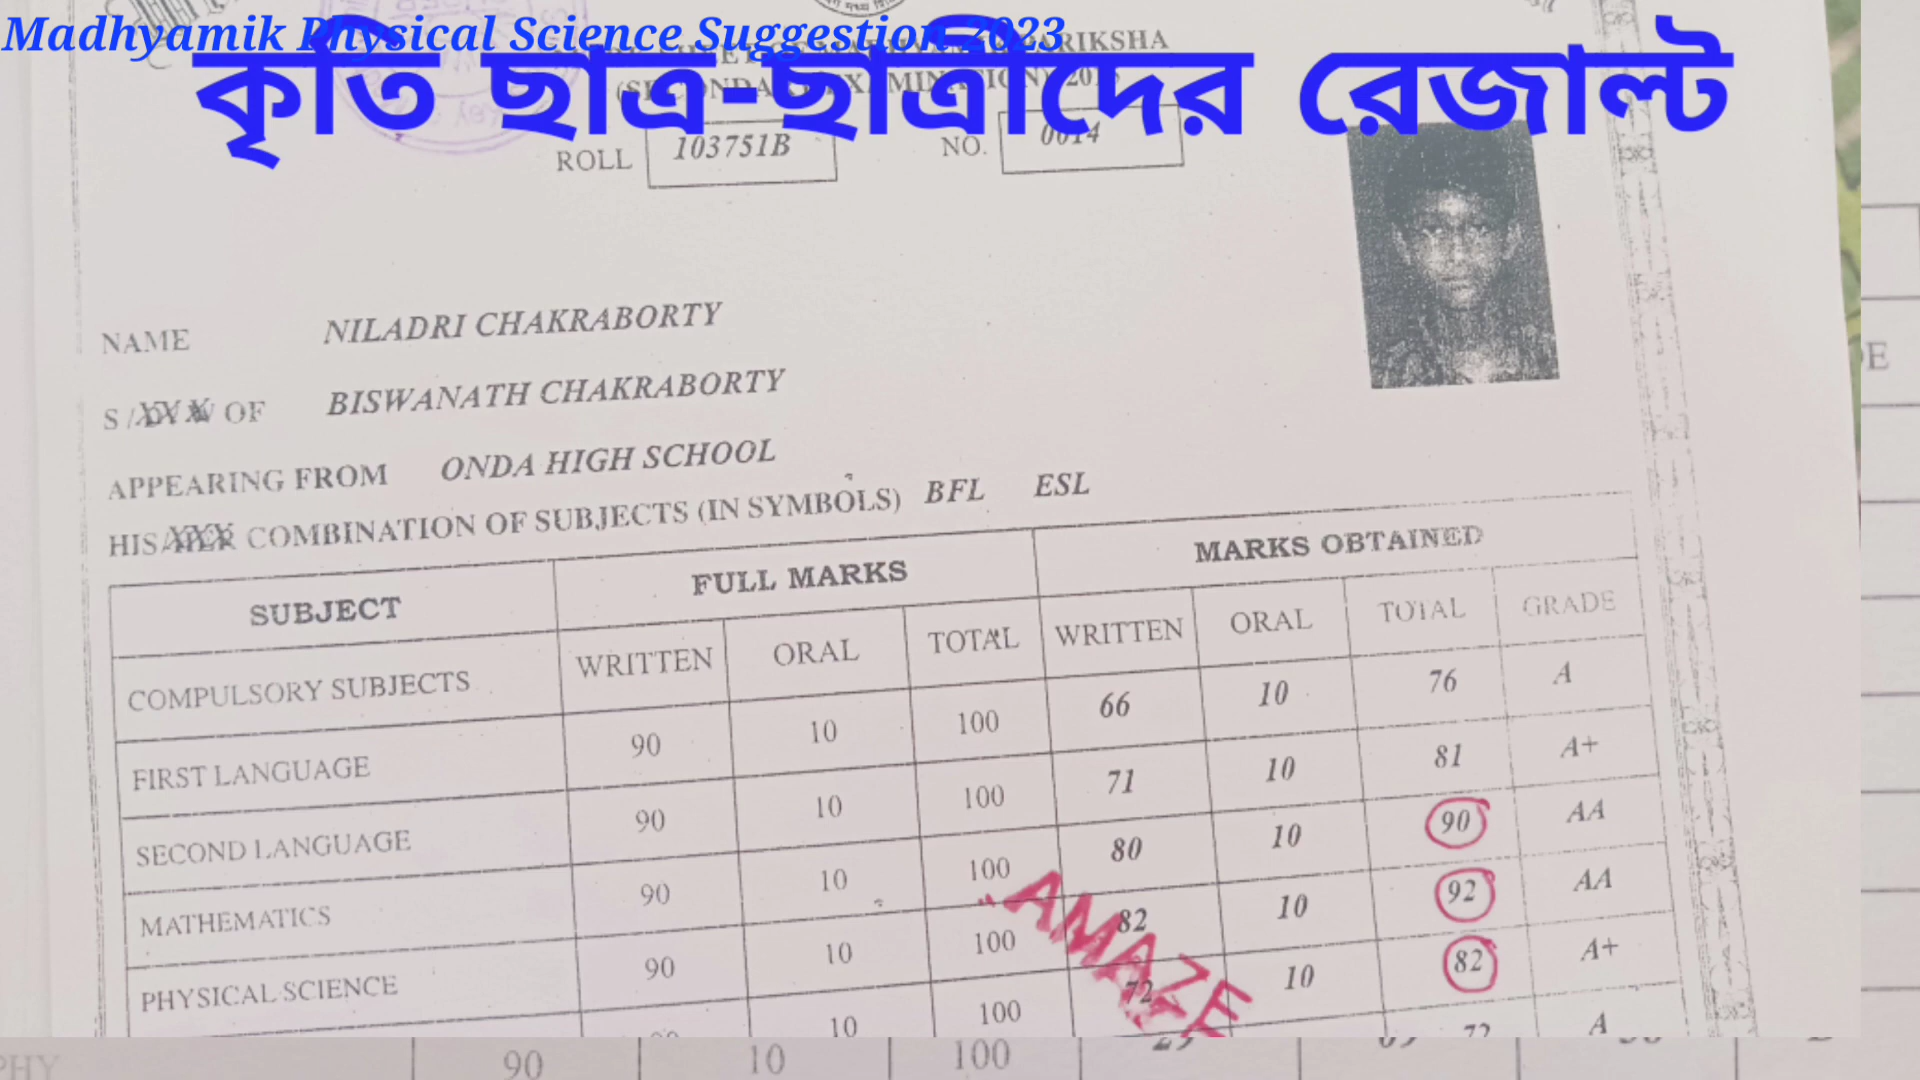 Madhyamik Physical Science Suggestion 2023
কৃতি ছাত্র-ছাত্রীদের রেজাল্ট
PARIKSHA
ROLL 103751B NO. 0014
NAME NILADRI CHAKRABORTY
S / OF BISWANATH CHAKRABORTY
APPEARING FROM ONDA HIGH SCHOOL
HIS COMBINATION OF SUBJECTS (IN SYMBOLS) BFL ESL
SUBJECT FULL MARKS MARKS OBTAINED
COMPULSORY SUBJECTS WRITTEN ORAL TOTAL WRITTEN ORAL TOTAL GRADE
FIRST LANGUAGE 90 10 100 66 10 76 A
SECOND LANGUAGE 90 10 100 71 10 81 A+
MATHEMATICS 90 10 100 80 10 90 AA
PHYSICAL SCIENCE 90 10 100 82 10 92 AA
10 100 72 10 82 A+
72 A
AMAZE
PHY 90 10 100
E